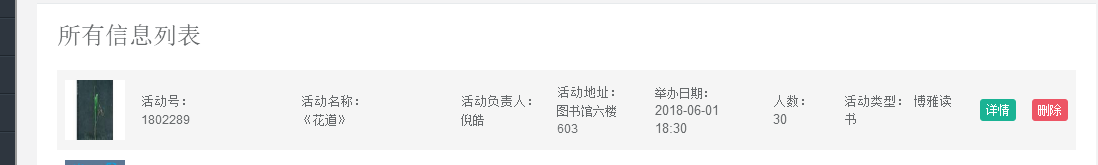 所有信息列表
活动号：
1802289
活动名称：
《花道》
活动负责人：
倪皓
活动地址：
图书馆六楼
603
举办日期：
2018-06-01
18:30
人数：
30
活动类型： 博雅读
书
详情
删除